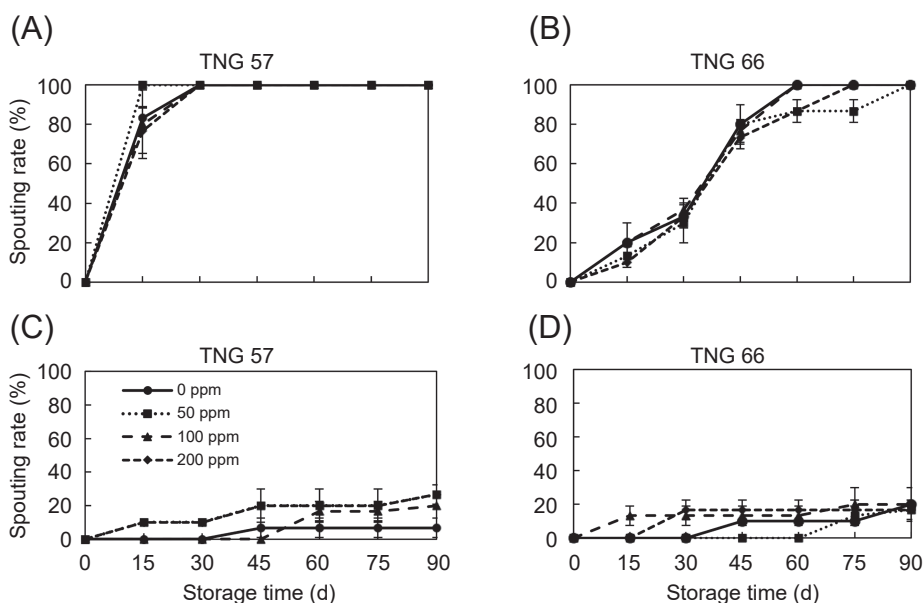 (A)
TNG 57
Spouting rate (%)
100
80
60
40
20
0
(B)
TNG 66
100
80
60
40
20
0
(C)
TNG 57
Spouting rate (%)
100
80
60
40
20
0
0 ppm
50 ppm
100 ppm
200 ppm
0 15 30 45 60 75 90
Storage time (d)
(D)
TNG 66
100
80
60
40
20
0
0 15 30 45 60 75 90
Storage time (d)